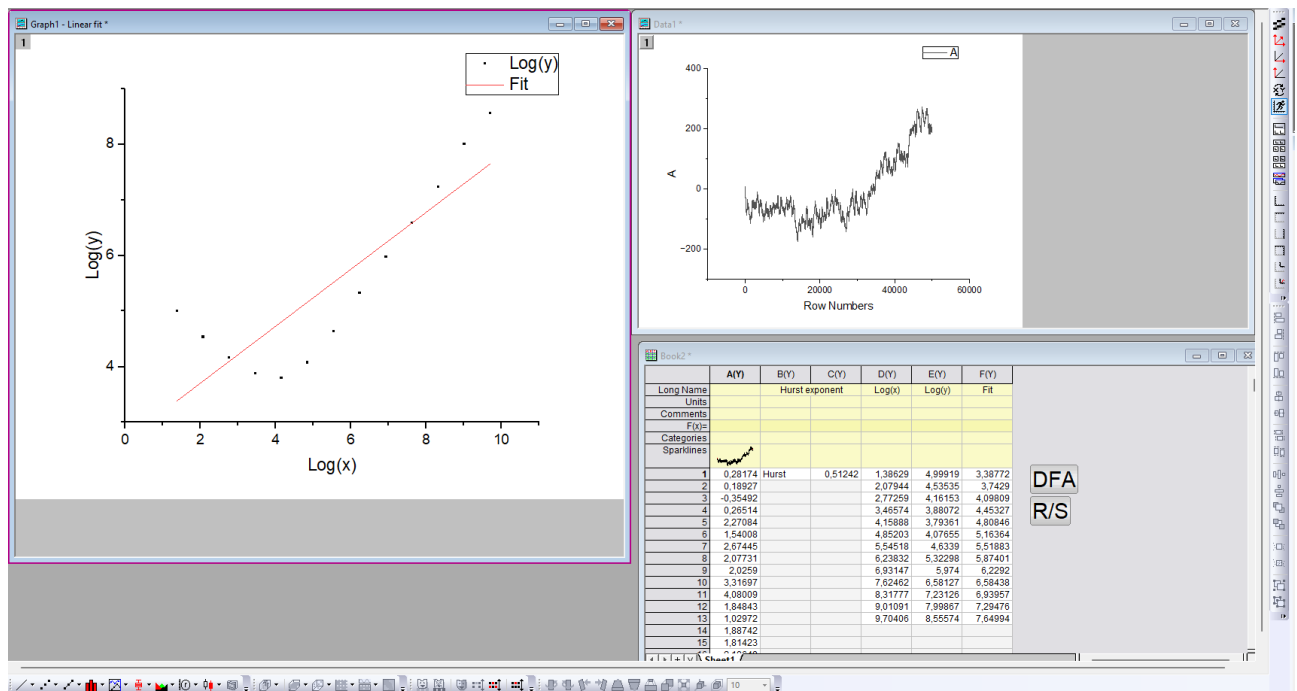 Graph1 - Linear fit *
1
Log(y)
Fit
8
6
4
Log(y)
0 2 4 6 8 10
Log(x)
Data1 *
1
A
400
200
0
−200
A
0 20000 40000 60000
Row Numbers
Book2 *
A(Y) B(Y) C(Y) D(Y) E(Y) F(Y)
Long Name Hurst exponent Log(x) Log(y) Fit
Units
Comments
F(x)=
Categories
Sparklines
1 0,28174 Hurst 0,51242 1,38629 4,99919 3,38772
2 0,18927 2,07944 4,53535 3,7429
3 -0,35492 2,77259 4,16153 4,09809
4 0,26514 3,46574 3,88072 4,45327
5 2,27084 4,15888 3,79361 4,80846
6 1,54008 4,85203 4,07655 5,16364
7 2,67445 5,54518 4,6339 5,51883
8 2,07731 6,23832 5,32298 5,87401
9 2,0259 6,93147 5,974 6,2292
10 3,31697 7,62462 6,58127 6,58438
11 4,08009 8,31777 7,23126 6,93957
12 1,84843 9,01091 7,99867 7,29476
13 1,02972 9,70406 8,55574 7,64994
14 1,88742
15 1,81423
Sheet1
DFA
R/S
10